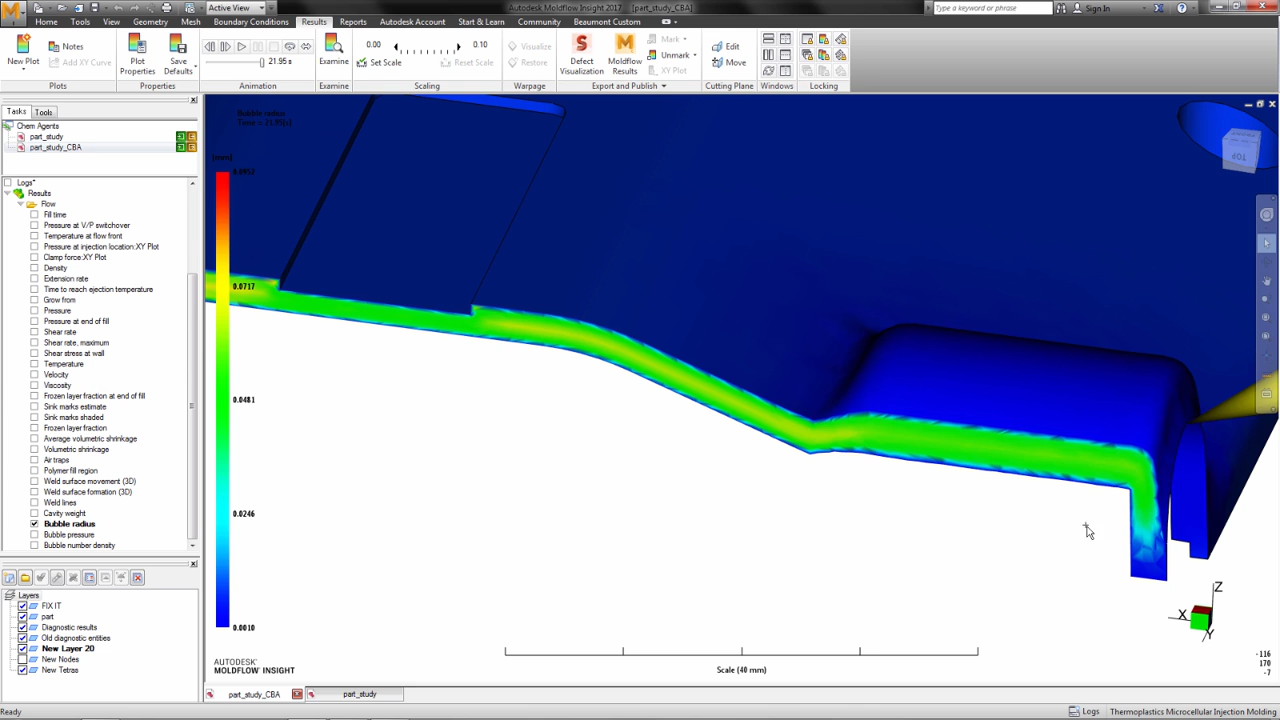 Active View
Autodesk Moldflow Insight 2017 [part_study_CBA]
Type a keyword or phrase
Sign In
Home Tools Mesh Geometry Boundary Conditions Results Reports Autodesk Account Start & Learn Community Beaumont Custom
New Plot
Notes
Add XY Curve
Plot Properties
Save Defaults
21.95 s
Examine
0.00 0.10
Set Scale Reset Scale
Visualize
Restore
Defect Visualization
Moldflow Results
Mark
Unmark
XY Plot
Edit
Move
Plots Properties Animation Examine Scaling Warpage Export and Publish Cutting Plane Windows Locking
Tasks Tools
Chem Agents
part_study
part_study_CBA
Logs*
Results
Flow
Fill time
Pressure at V/P switchover
Temperature at flow front
Pressure at injection location:XY Plot
Clamp force:XY Plot
Density
Extension rate
Time to reach ejection temperature
Grow from
Pressure
Pressure at end of fill
Shear rate
Shear rate, maximum
Shear stress at wall
Temperature
Velocity
Viscosity
Frozen layer fraction at end of fill
Sink marks estimate
Sink marks shaded
Frozen layer fraction
Average volumetric shrinkage
Volumetric shrinkage
Air traps
Polymer fill region
Weld surface movement (3D)
Weld surface formation (3D)
Weld lines
Cavity weight
Bubble radius
Bubble pressure
Bubble number density
Layers
FIX IT
part
Diagnostic results
Old diagnostic entities
New Layer 20
New Nodes
New Tetras
Bubble radius
Time = 21.95[s]
[mm]
0.0952
0.0717
0.0481
0.0246
0.0010
TOP
Z
X
Y
AUTODESK®
MOLDFLOW INSIGHT
Scale (40 mm)
-116
170
-7
part_study_CBA part_study
Ready
Logs
Thermoplastics Microcellular Injection Molding